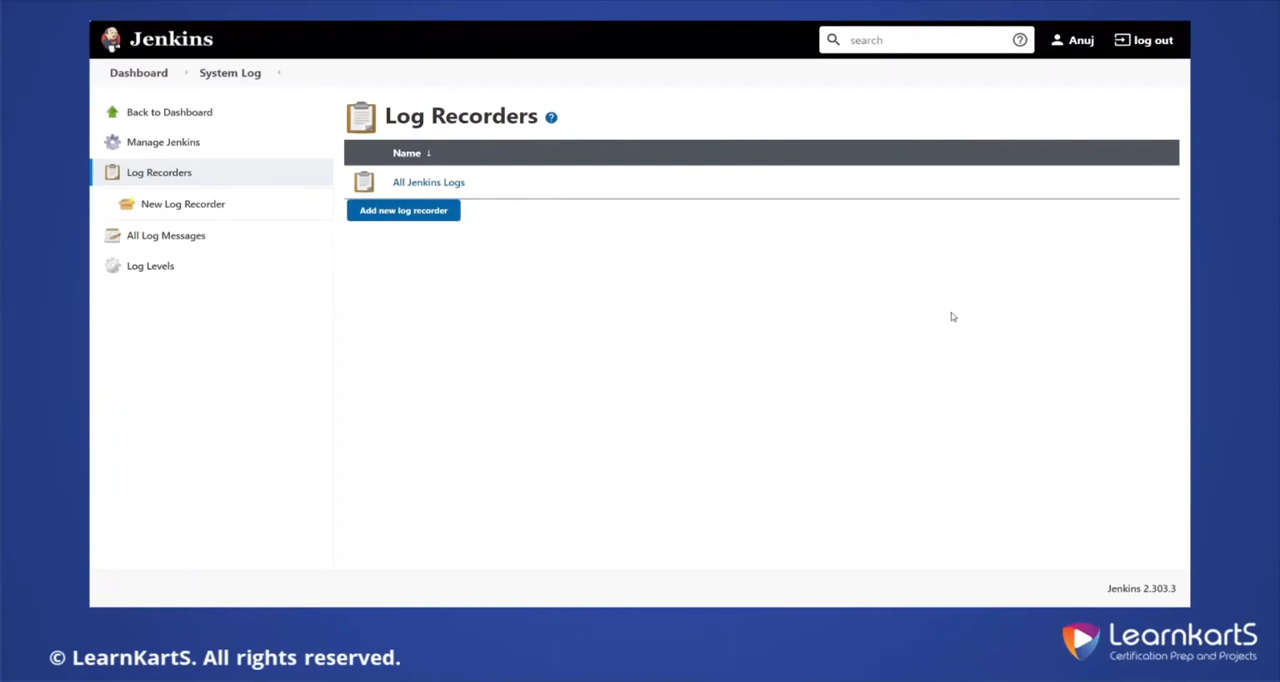 Jenkins
search
Anuj
log out
Dashboard
System Log
Back to Dashboard
Manage Jenkins
Log Recorders
New Log Recorder
All Log Messages
Log Levels
Log Recorders ?
Name ↓
All Jenkins Logs
Add new log recorder
Jenkins 2.303.3
© LearnKartS. All rights reserved.
LearnkartS
Certification Prep and Projects